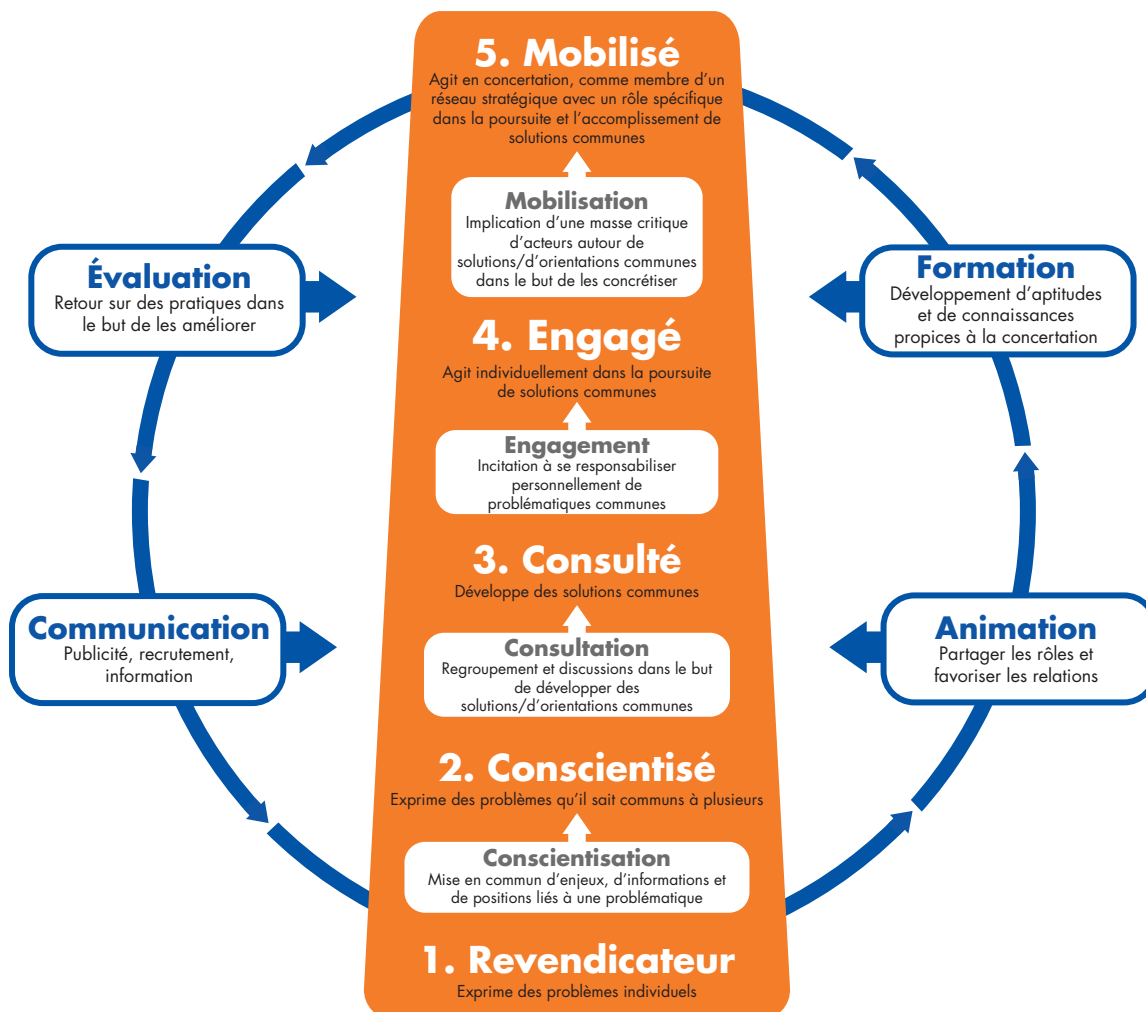 5. Mobilisé
Agit en concertation, comme membre d'un
réseau stratégique avec un rôle spécifique
dans la poursuite et l'accomplissement de
solutions communes
Mobilisation
Implication d'une masse critique
d'acteurs autour de
solutions/d'orientations communes
dans le but de les concrétiser
Évaluation
Retour sur des pratiques dans
le but de les améliorer
Formation
Développement d'aptitudes
et de connaissances
propices à la concertation
4. Engagé
Agit individuellement dans la poursuite
de solutions communes
Engagement
Incitation à se responsabiliser
personnellement de
problématiques communes
3. Consulté
Développe des solutions communes
Communication
Publicité, recrutement,
information
Consultation
Regroupement et discussions dans le but
de développer des
solutions/d'orientations communes
Animation
Partager les rôles et
favoriser les relations
2. Conscientisé
Exprime des problèmes qu'il sait communs à plusieurs
Conscientisation
Mise en commun d'enjeux, d'informations et
de positions liés à une problématique
1. Revendicateur
Exprime des problèmes individuels